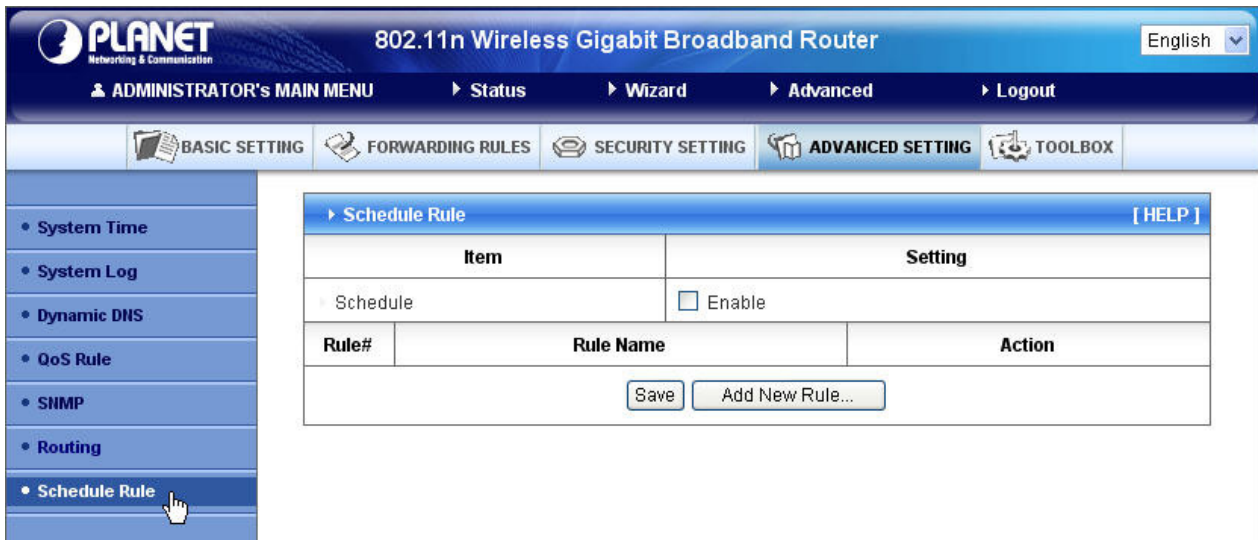 PLANET
Networking & Communication
802.11n Wireless Gigabit Broadband Router
English
ADMINISTRATOR's MAIN MENU
Status
Wizard
Advanced
Logout
BASIC SETTING
FORWARDING RULES
SECURITY SETTING
ADVANCED SETTING
TOOLBOX
System Time
System Log
Dynamic DNS
QoS Rule
SNMP
Routing
Schedule Rule
Schedule Rule
[ HELP ]
Item
Setting
Schedule
Enable
Rule#
Rule Name
Action
Save
Add New Rule...